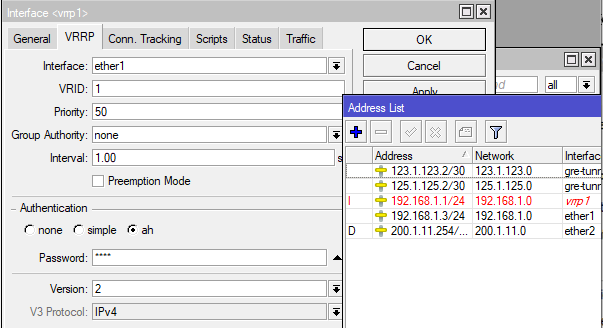 Interface <vrrp1>
General VRRP Conn. Tracking Scripts Status Traffic
OK
Cancel
Apply
all
Interface: ether1
VRID: 1
Priority: 50
Group Authority: none
Interval: 1.00 s
Preemption Mode
Authentication
none simple ah
Password: ****
Version: 2
V3 Protocol: IPv4
Address List
Address Network Interfac
123.1.123.2/30 123.1.123.0 gre-tunn
125.1.125.2/30 125.1.125.0 gre-tunn
I 192.168.1.1/24 192.168.1.0 vrrp1
192.168.1.3/24 192.168.1.0 ether1
D 200.1.11.254/... 200.1.11.0 ether2